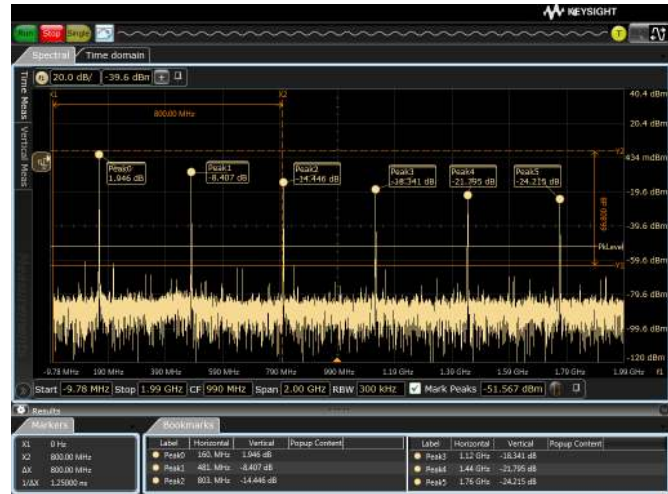 KEYSIGHT
Run Stop Single T
Spectral Time domain
Time Meas Vertical Meas
20.0 dB/ -39.6 dBm
X1 X2
800.00 MHz
40.4 dBm
20.4 dBm
434 mdBm
-19.6 dBm
-39.6 dBm
-59.6 dBm
-79.6 dBm
-99.6 dBm
-120 dBm
Y2
66.800 dB
PkLevel
Y1
Peak0
1.946 dB
Peak1
-8.407 dB
Peak2
-14.446 dB
Peak3
-18.341 dB
Peak4
-21.795 dB
Peak5
-24.215 dB
-9.78 MHz 190 MHz 390 MHz 590 MHz 790 MHz 990 MHz 1.19 GHz 1.39 GHz 1.59 GHz 1.79 GHz 1.99 GHz f1
Start -9.78 MHz Stop 1.99 GHz CF 990 MHz Span 2.00 GHz RBW 300 kHz Mark Peaks -51.567 dBm
Results
Markers
X1 0 Hz
X2 800.00 MHz
ΔX 800.00 MHz
1/ΔX 1.25000 ns
Bookmarks
Label Horizontal Vertical Popup Content
Peak0 160. MHz 1.946 dB
Peak1 481. MHz -8.407 dB
Peak2 803. MHz -14.446 dB
Label Horizontal Vertical Popup Content
Peak3 1.12 GHz -18.341 dB
Peak4 1.44 GHz -21.795 dB
Peak5 1.76 GHz -24.215 dB